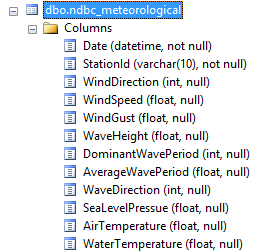 dbo.ndbc_meteorological
Columns
Date (datetime, not null)
StationId (varchar(10), not null)
WindDirection (int, null)
WindSpeed (float, null)
WindGust (float, null)
WaveHeight (float, null)
DominantWavePeriod (int, null)
AverageWavePeriod (float, null)
WaveDirection (int, null)
SeaLevelPressue (float, null)
AirTemperature (float, null)
WaterTemperature (float, null)